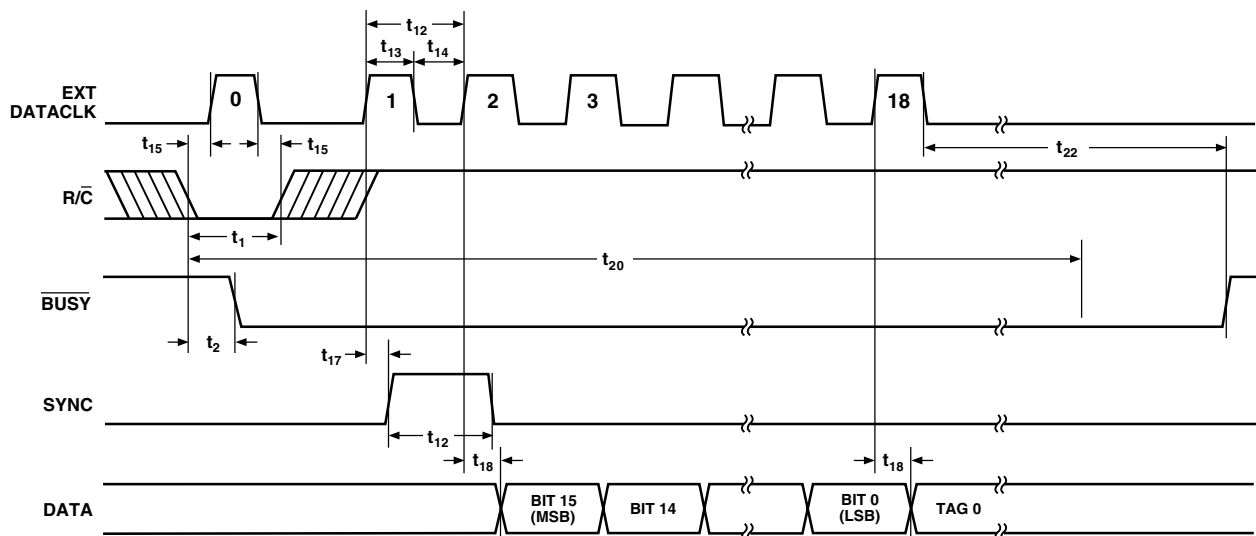 t12
t13 t14
EXT
DATACLK
0 1 2 3 18
t15 t15 t22
R/C̅
t1
t20
B̅U̅S̅Y̅
t2
t17
SYNC
t12
t18 t18
DATA
BIT 15
(MSB)
BIT 14
BIT 0
(LSB)
TAG 0